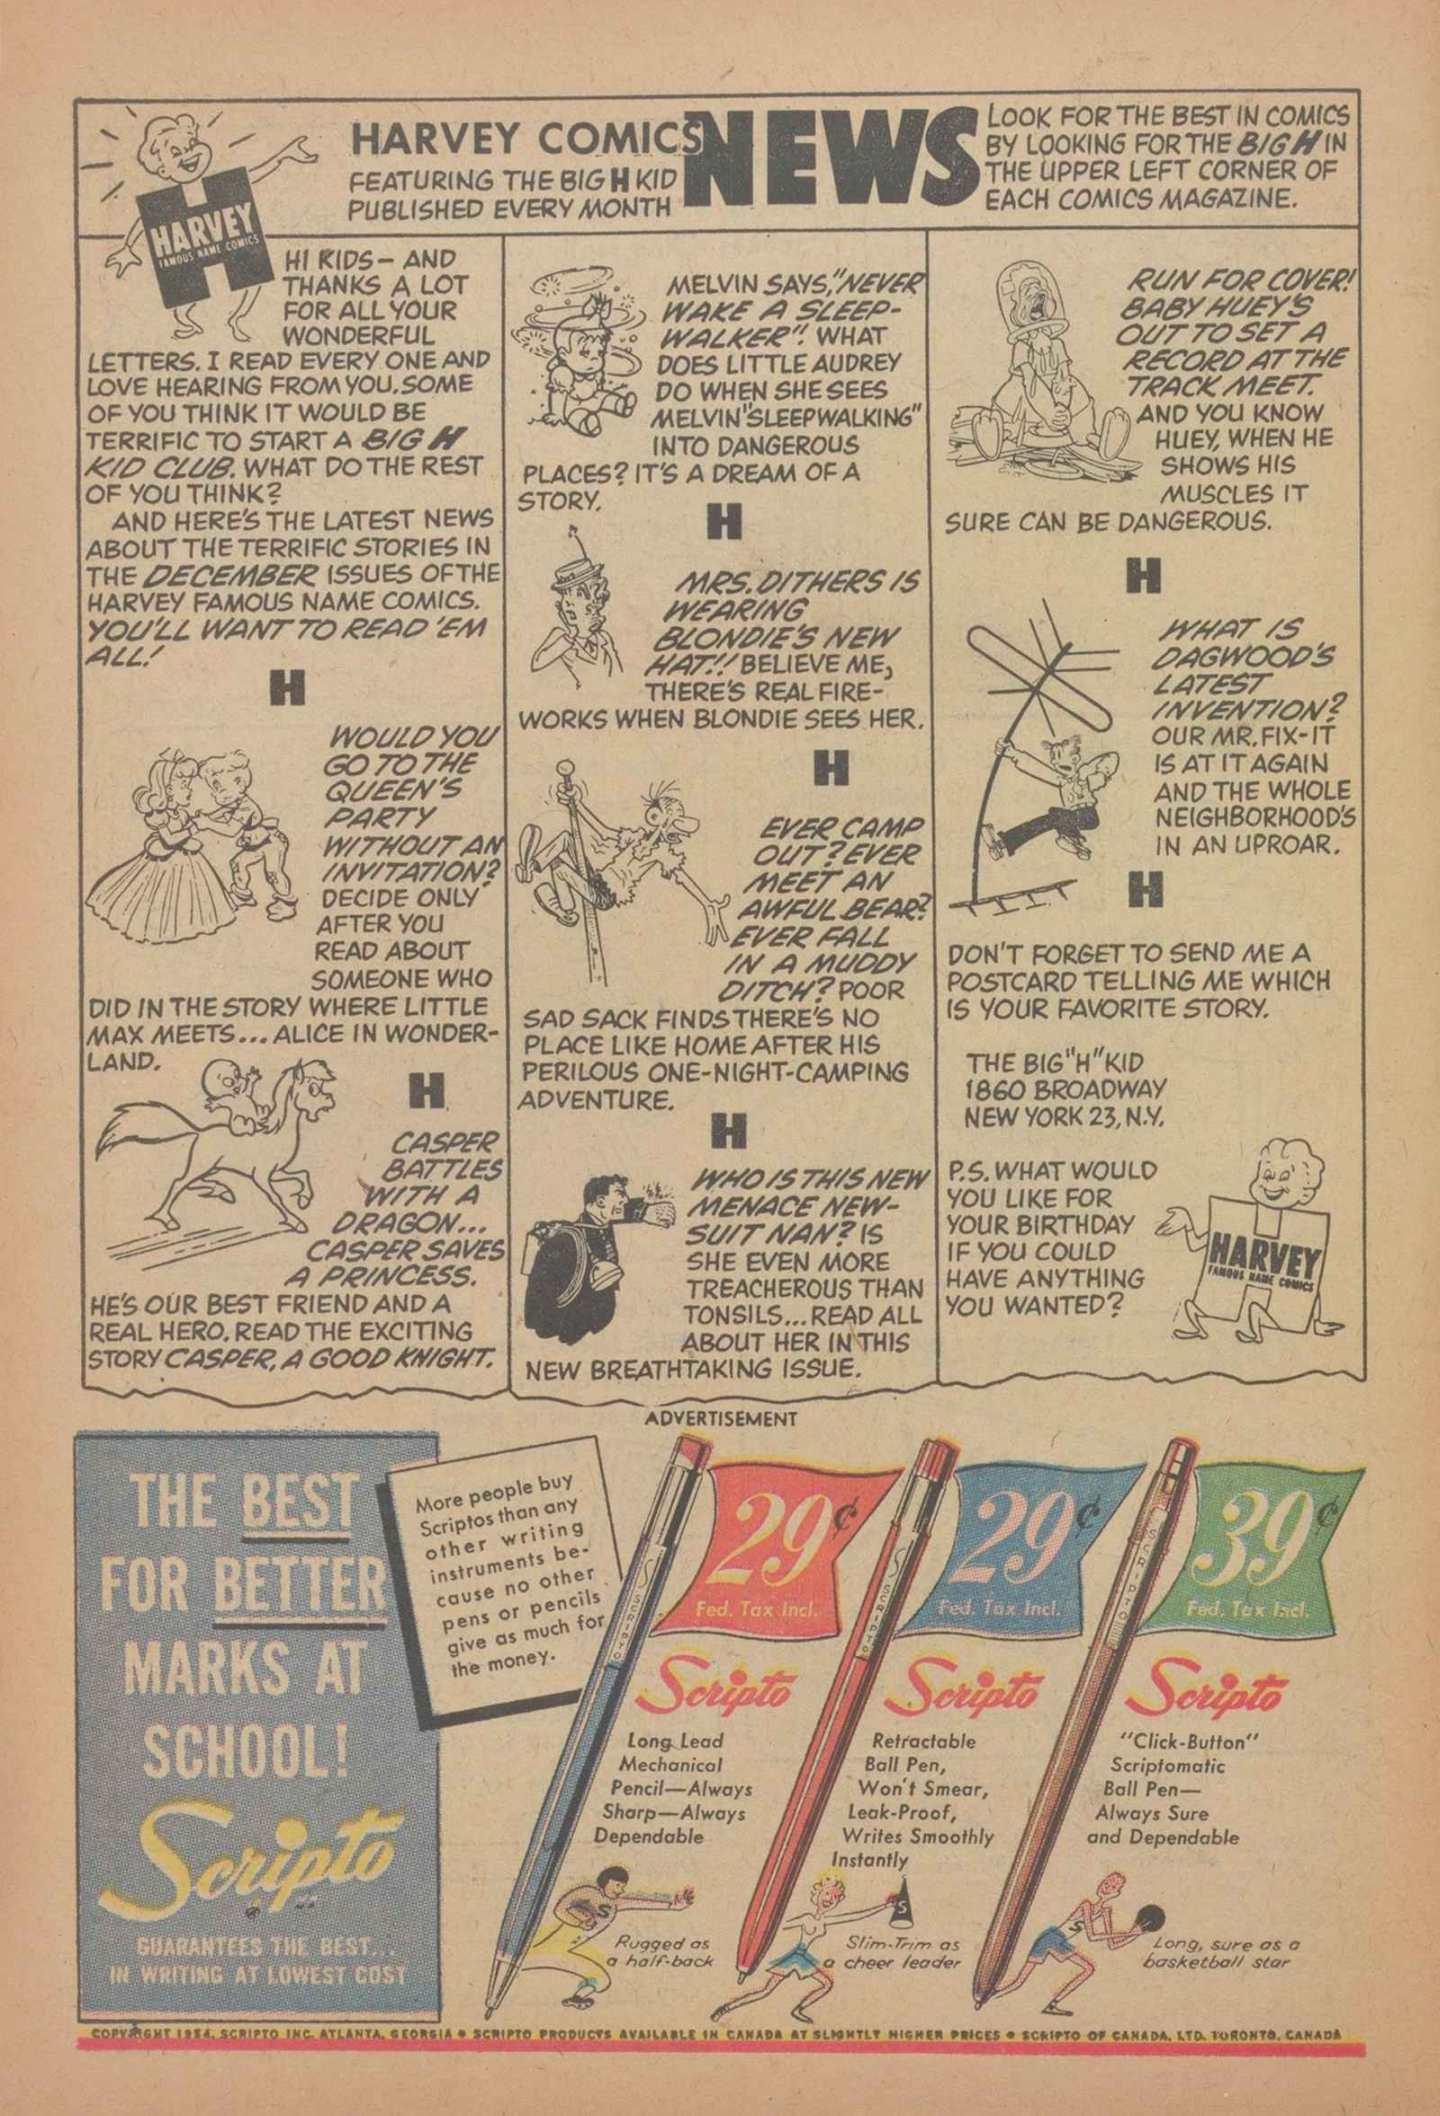 HARVEY COMICS NEWS
FEATURING THE BIG H KID
PUBLISHED EVERY MONTH
LOOK FOR THE BEST IN COMICS
BY LOOKING FOR THE BIG H IN
THE UPPER LEFT CORNER OF
EACH COMICS MAGAZINE.
HARVEY
FAMOUS NAME COMICS
HI KIDS- AND
THANKS A LOT
FOR ALL YOUR
WONDERFUL
LETTERS. I READ EVERY ONE AND
LOVE HEARING FROM YOU. SOME
OF YOU THINK IT WOULD BE
TERRIFIC TO START A BIG H
KID CLUB. WHAT DO THE REST
OF YOU THINK?
AND HERE'S THE LATEST NEWS
ABOUT THE TERRIFIC STORIES IN
THE DECEMBER ISSUES OF THE
HARVEY FAMOUS NAME COMICS.
YOU'LL WANT TO READ 'EM
ALL!
H
WOULD YOU
GO TO THE
QUEEN'S
PARTY
WITHOUT AN
INVITATION?
DECIDE ONLY
AFTER YOU
READ ABOUT
SOMEONE WHO
DID IN THE STORY WHERE LITTLE
MAX MEETS... ALICE IN WONDER-
LAND.
H
CASPER
BATTLES
WITH A
DRAGON...
CASPER SAVES
A PRINCESS.
HE'S OUR BEST FRIEND AND A
REAL HERO. READ THE EXCITING
STORY CASPER, A GOOD KNIGHT.
MELVIN SAYS, "NEVER
WAKE A SLEEP-
WALKER". WHAT
DOES LITTLE AUDREY
DO WHEN SHE SEES
MELVIN "SLEEPWALKING"
INTO DANGEROUS
PLACES? IT'S A DREAM OF A
STORY.
H
MRS. DITHERS IS
WEARING
BLONDIE'S NEW
HAT!! BELIEVE ME,
THERE'S REAL FIRE-
WORKS WHEN BLONDIE SEES HER.
H
EVER CAMP
OUT? EVER
MEET AN
AWFUL BEAR?
EVER FALL
IN A MUDDY
DITCH? POOR
SAD SACK FINDS THERE'S NO
PLACE LIKE HOME AFTER HIS
PERILOUS ONE-NIGHT-CAMPING
ADVENTURE.
H
WHO IS THIS NEW
MENACE NEW-
SUIT NAN? IS
SHE EVEN MORE
TREACHEROUS THAN
TONSILS... READ ALL
ABOUT HER IN THIS
NEW BREATHTAKING ISSUE.
RUN FOR COVER!
BABY HUEY'S
OUT TO SET A
RECORD AT THE
TRACK MEET.
AND YOU KNOW
HUEY, WHEN HE
SHOWS HIS
MUSCLES IT
SURE CAN BE DANGEROUS.
H
WHAT IS
DAGWOOD'S
LATEST
INVENTION?
OUR MR. FIX-IT
IS AT IT AGAIN
AND THE WHOLE
NEIGHBORHOOD'S
IN AN UPROAR.
H
DON'T FORGET TO SEND ME A
POSTCARD TELLING ME WHICH
IS YOUR FAVORITE STORY.
THE BIG "H" KID
1860 BROADWAY
NEW YORK 23, N.Y.
P.S. WHAT WOULD
YOU LIKE FOR
YOUR BIRTHDAY
IF YOU COULD
HAVE ANYTHING
YOU WANTED?
HARVEY
FAMOUS NAME COMICS
ADVERTISEMENT
THE BEST
FOR BETTER
MARKS AT
SCHOOL!
Scripto
GUARANTEES THE BEST...
IN WRITING AT LOWEST COST
More people buy
Scriptos than any
other writing
instruments be-
cause no other
pens or pencils
give as much for
the money.
Scripto
29¢
Fed. Tax Incl.
Scripto
Long Lead
Mechanical
Pencil—Always
Sharp—Always
Dependable
S
Rugged as
a half-back
Scripto
29¢
Fed. Tax Incl.
Scripto
Retractable
Ball Pen,
Won't Smear,
Leak-Proof,
Writes Smoothly
Instantly
S
Slim-Trim as
a cheer leader
Scripto
39¢
Fed. Tax Incl.
Scripto
"Click-Button"
Scriptomatic
Ball Pen—
Always Sure
and Dependable
S
Long, sure as a
basketball star
COPYRIGHT 1954, SCRIPTO INC. ATLANTA, GEORGIA • SCRIPTO PRODUCTS AVAILABLE IN CANADA AT SLIGHTLY HIGHER PRICES • SCRIPTO OF CANADA, LTD. TORONTO, CANADA